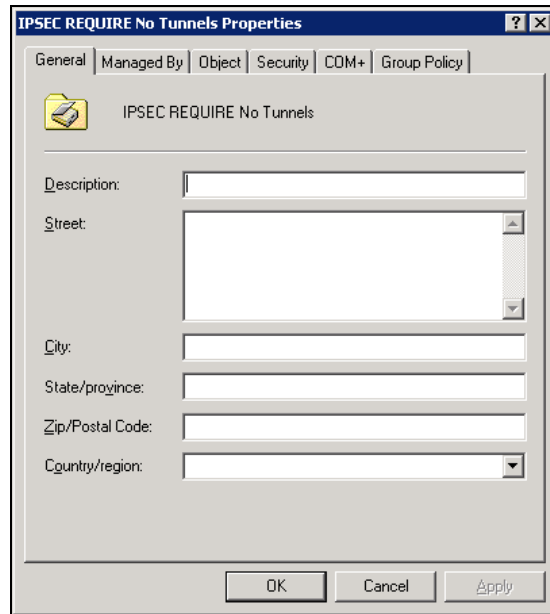 IPSEC REQUIRE No Tunnels Properties ? X
General Managed By Object Security COM+ Group Policy
IPSEC REQUIRE No Tunnels
Description:
Street:
City:
State/province:
Zip/Postal Code:
Country/region:
OK Cancel Apply